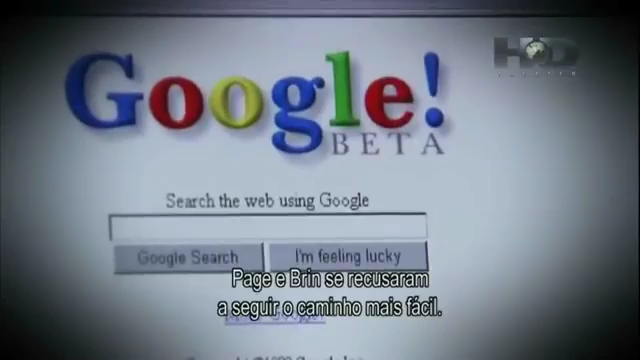 Google!
BETA
HD
Search the web using Google
Google Search
I'm feeling lucky
Page e Brin se recusaram
a seguir o caminho mais fácil.